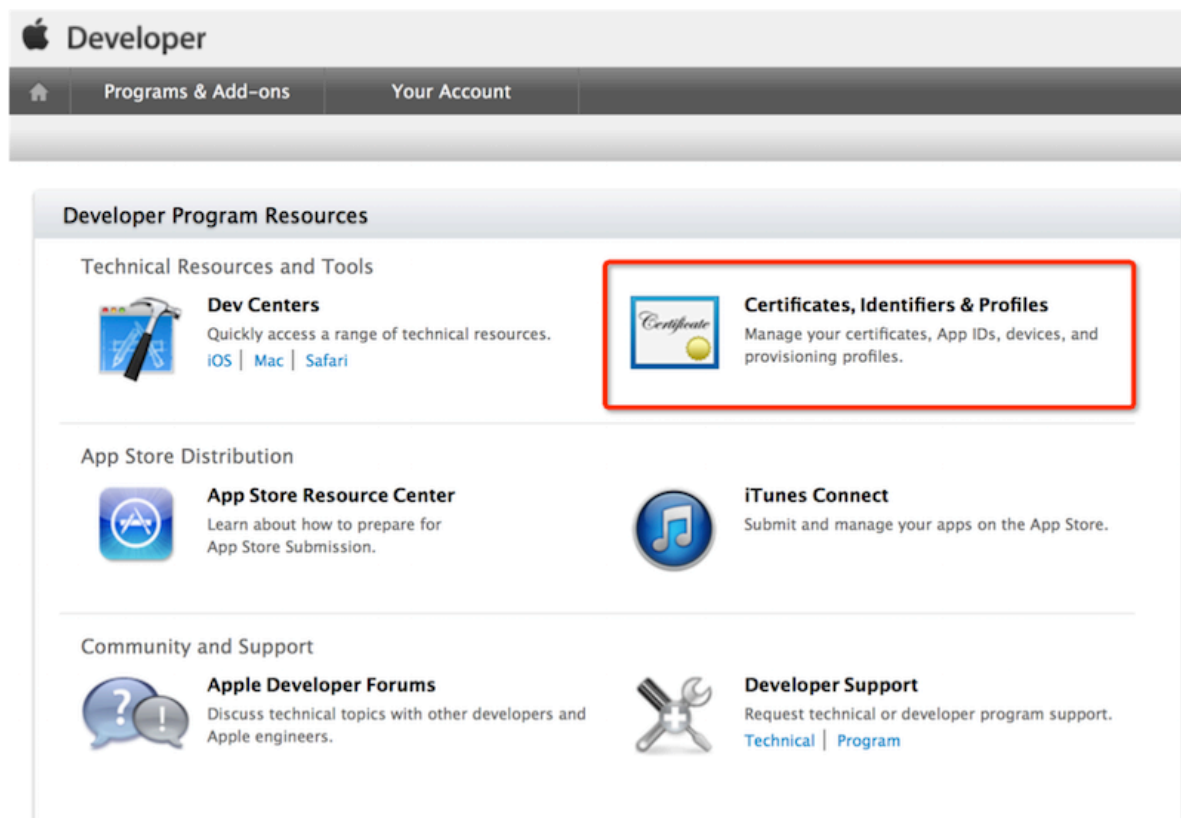 Developer
Programs & Add-ons
Your Account
Developer Program Resources
Technical Resources and Tools
Dev Centers
Quickly access a range of technical resources.
iOS | Mac | Safari
Certificate
Certificates, Identifiers & Profiles
Manage your certificates, App IDs, devices, and
provisioning profiles.
App Store Distribution
App Store Resource Center
Learn about how to prepare for
App Store Submission.
iTunes Connect
Submit and manage your apps on the App Store.
Community and Support
Apple Developer Forums
Discuss technical topics with other developers and
Apple engineers.
Developer Support
Request technical or developer program support.
Technical | Program